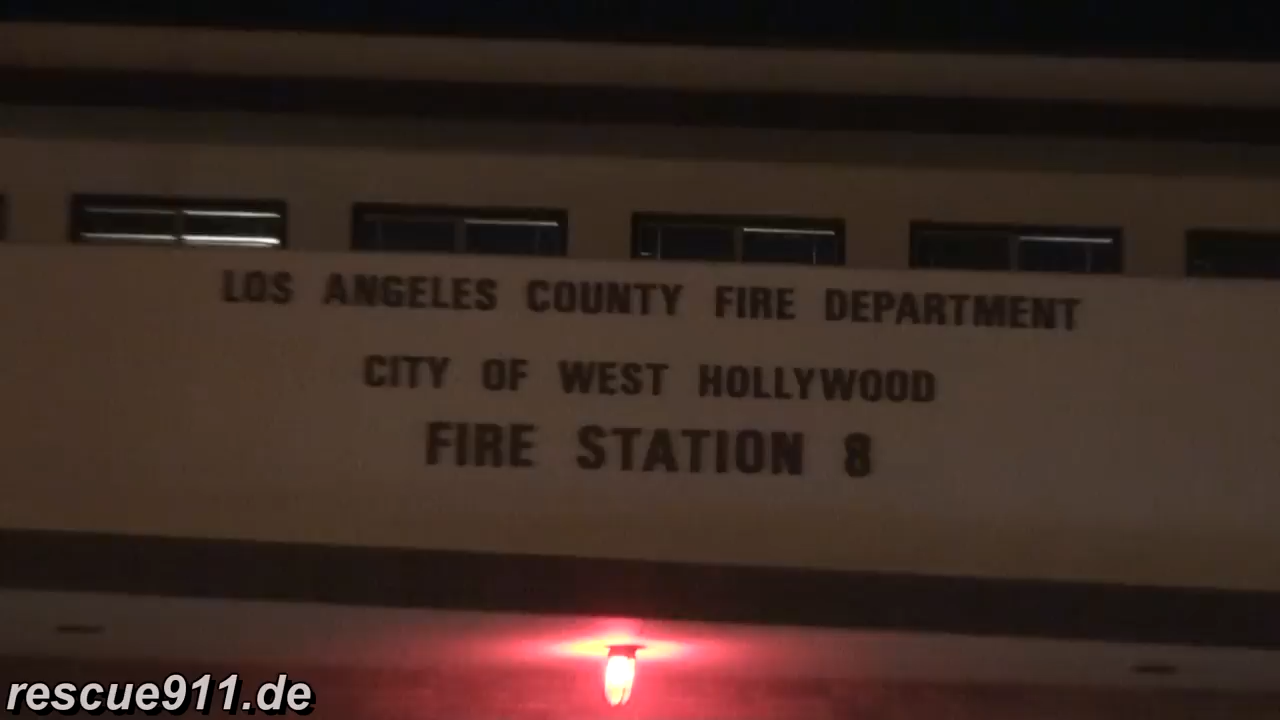 LOS ANGELES COUNTY FIRE DEPARTMENT
CITY OF WEST HOLLYWOOD
FIRE STATION 8
rescue911.de